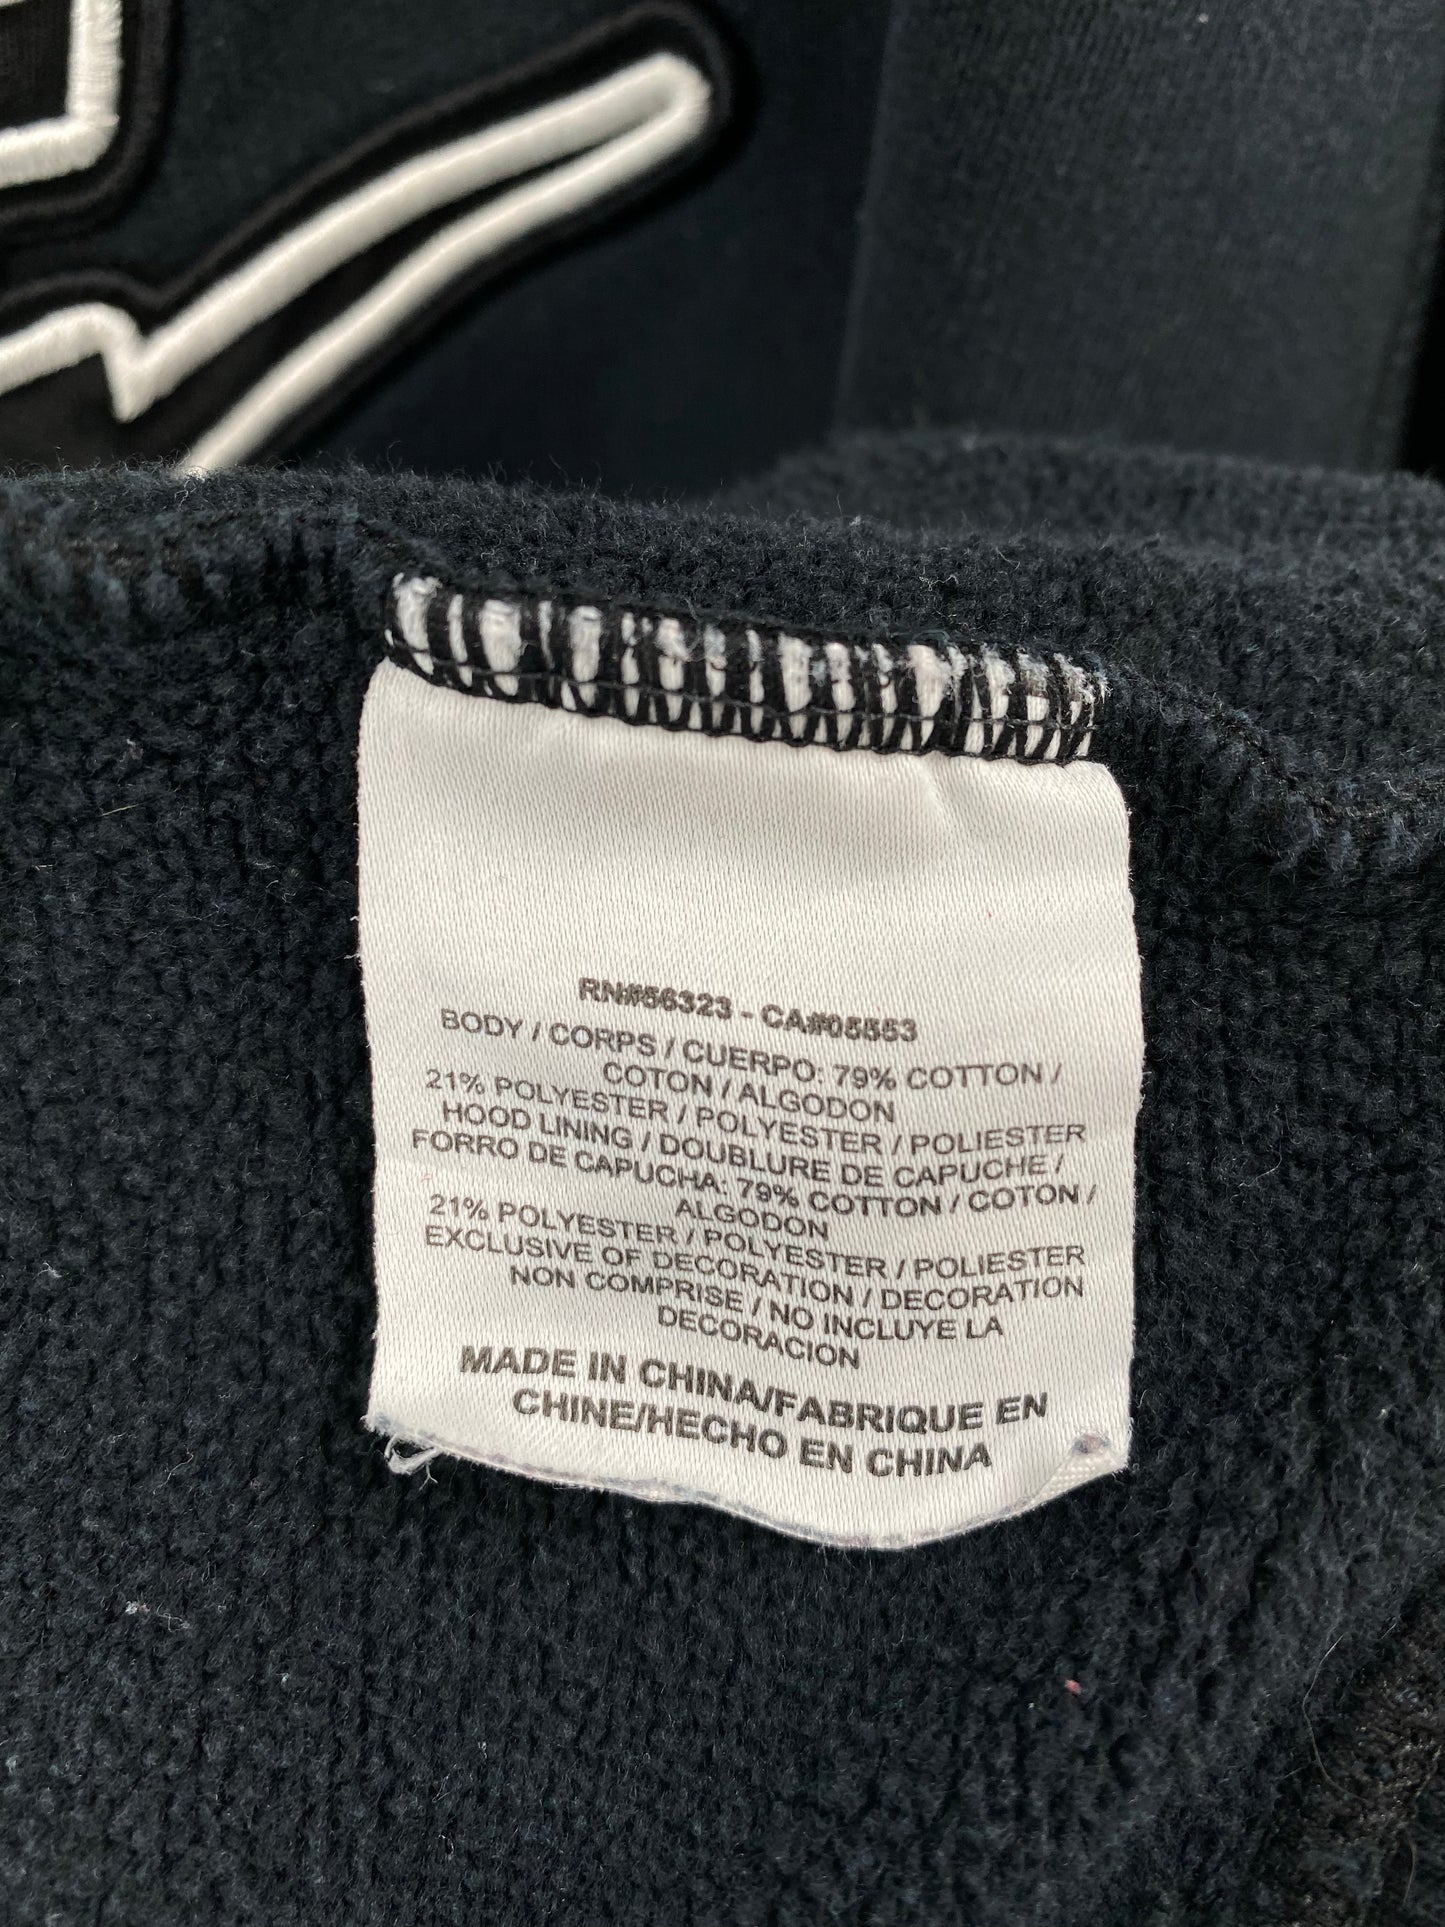 RN#56323 - CA#05553
BODY / CORPS / CUERPO: 79% COTTON /
COTON / ALGODON
21% POLYESTER / POLYESTER / POLIESTER
HOOD LINING / DOUBLURE DE CAPUCHE /
FORRO DE CAPUCHA: 79% COTTON / COTON /
ALGODON
21% POLYESTER / POLYESTER / POLIESTER
EXCLUSIVE OF DECORATION / DECORATION
NON COMPRISE / NO INCLUYE LA
DECORACION
MADE IN CHINA/FABRIQUE EN
CHINE/HECHO EN CHINA